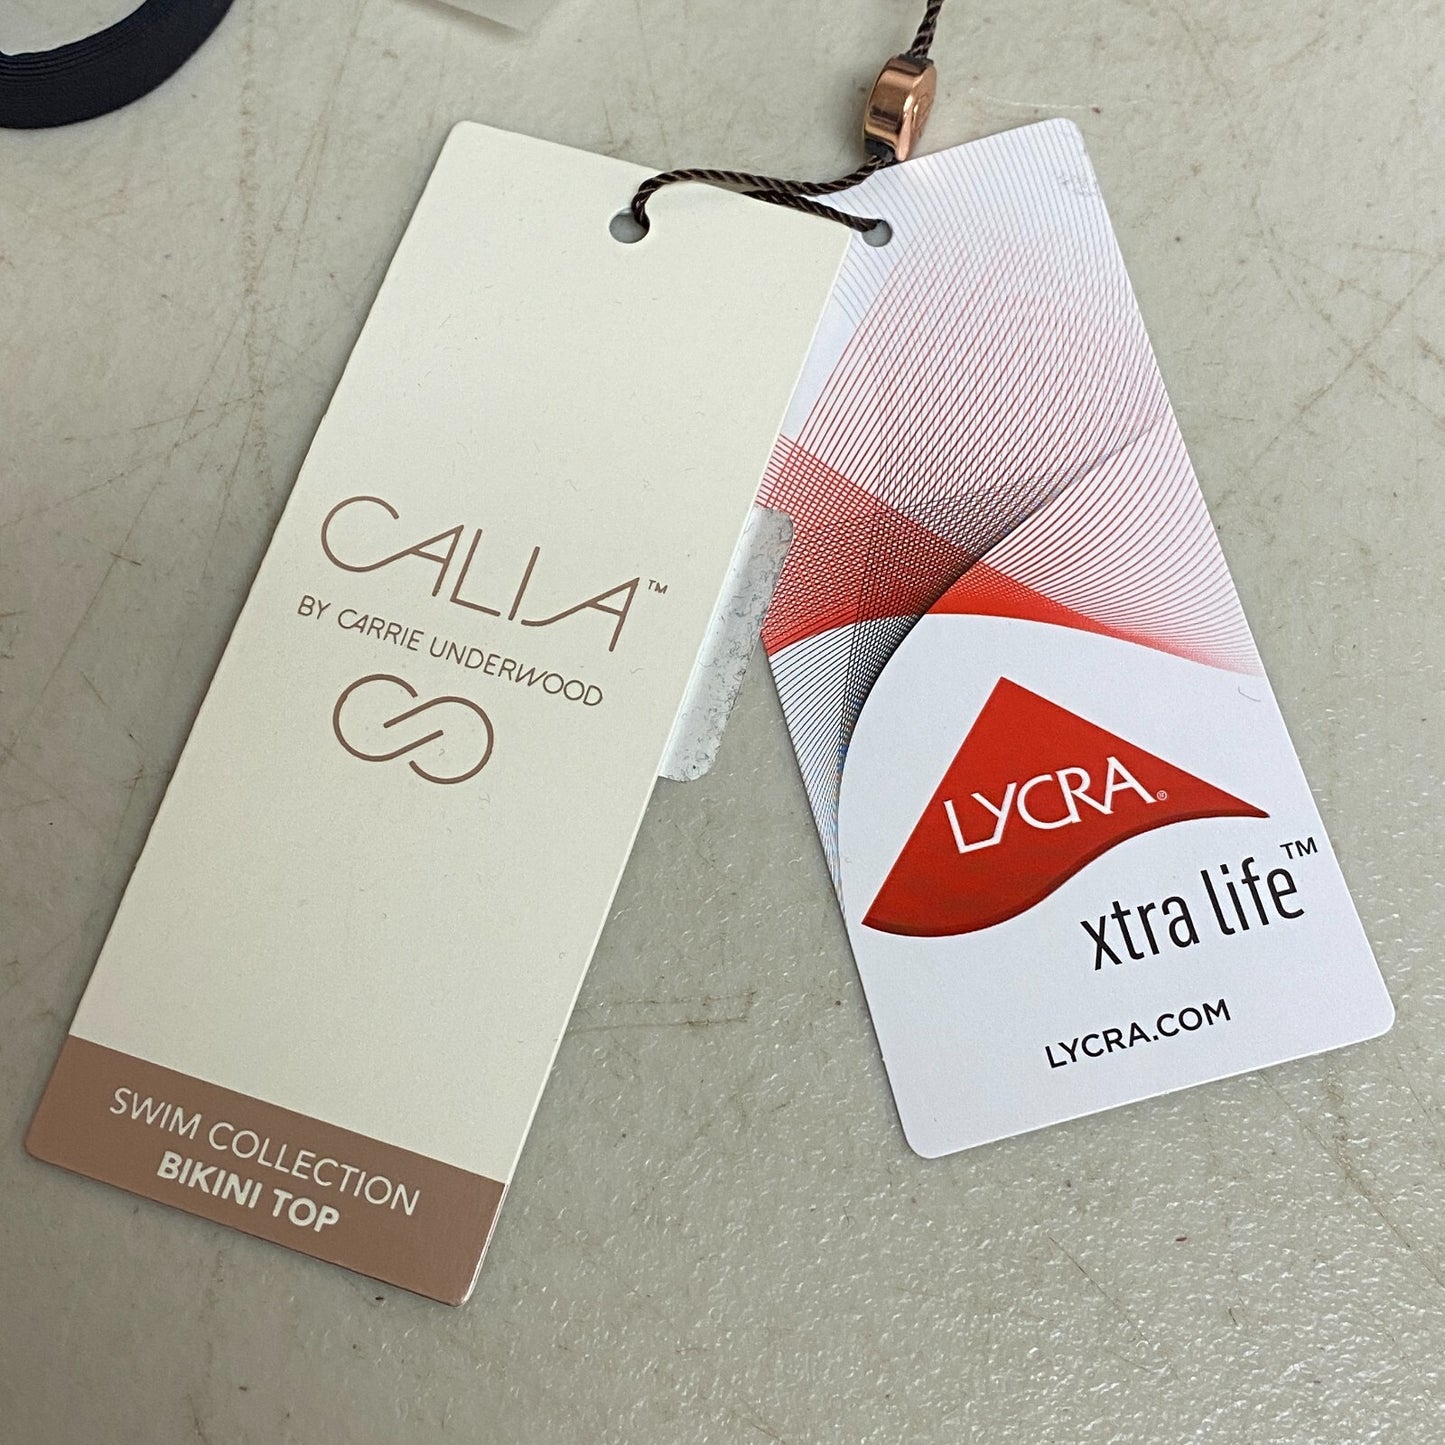 CALIA™
BY CARRIE UNDERWOOD
SWIM COLLECTION
BIKINI TOP
LYCRA®
xtra life™
LYCRA.COM